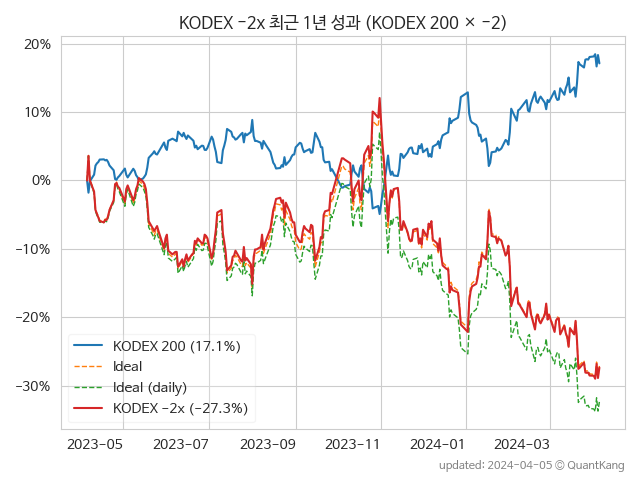 KODEX −2x 최근 1년 성과 (KODEX 200 × −2)
20%
10%
0%
−10%
−20%
−30%
KODEX 200 (17.1%)
Ideal
Ideal (daily)
KODEX −2x (−27.3%)
2023−05 2023−07 2023−09 2023−11 2024−01 2024−03
updated: 2024−04−05 © QuantKang